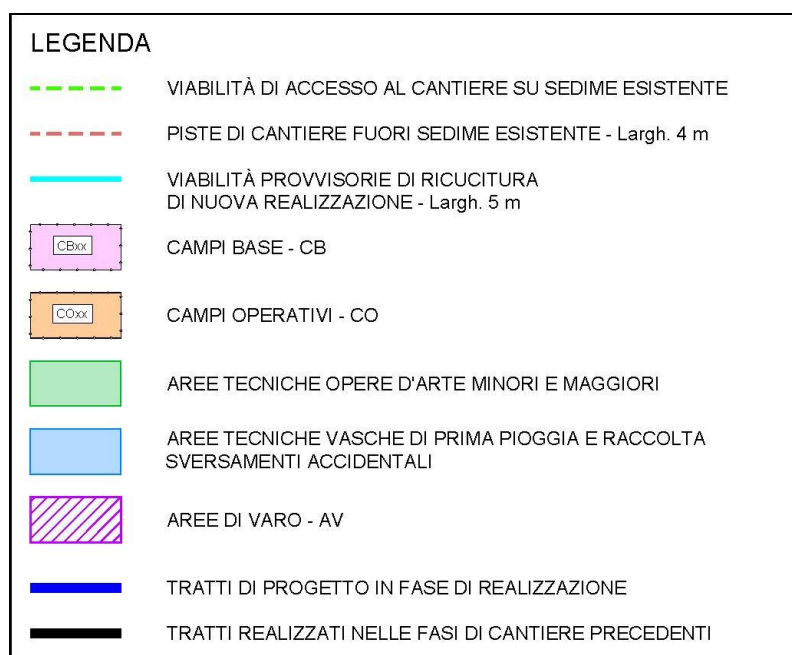 LEGENDA
VIABILITÀ DI ACCESSO AL CANTIERE SU SEDIME ESISTENTE
PISTE DI CANTIERE FUORI SEDIME ESISTENTE - Largh. 4 m
VIABILITÀ PROVVISORIE DI RICUCITURA
DI NUOVA REALIZZAZIONE - Largh. 5 m
CBxx
CAMPI BASE - CB
COxx
CAMPI OPERATIVI - CO
AREE TECNICHE OPERE D'ARTE MINORI E MAGGIORI
AREE TECNICHE VASCHE DI PRIMA PIOGGIA E RACCOLTA
SVERSAMENTI ACCIDENTALI
AREE DI VARO - AV
TRATTI DI PROGETTO IN FASE DI REALIZZAZIONE
TRATTI REALIZZATI NELLE FASI DI CANTIERE PRECEDENTI